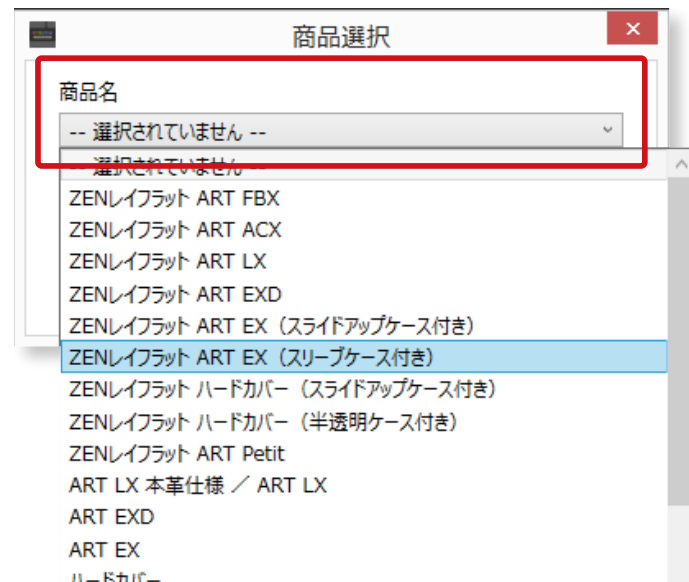 商品選択
商品名
-- 選択されていません --
-- 選択されていません --
ZENレイフラット ART FBX
ZENレイフラット ART ACX
ZENレイフラット ART LX
ZENレイフラット ART EXD
ZENレイフラット ART EX（スライドアップケース付き）
ZENレイフラット ART EX（スリーブケース付き）
ZENレイフラット ハードカバー（スライドアップケース付き）
ZENレイフラット ハードカバー（半透明ケース付き）
ZENレイフラット ART Petit
ART LX 本革仕様 ／ ART LX
ART EXD
ART EX
ハードカバー